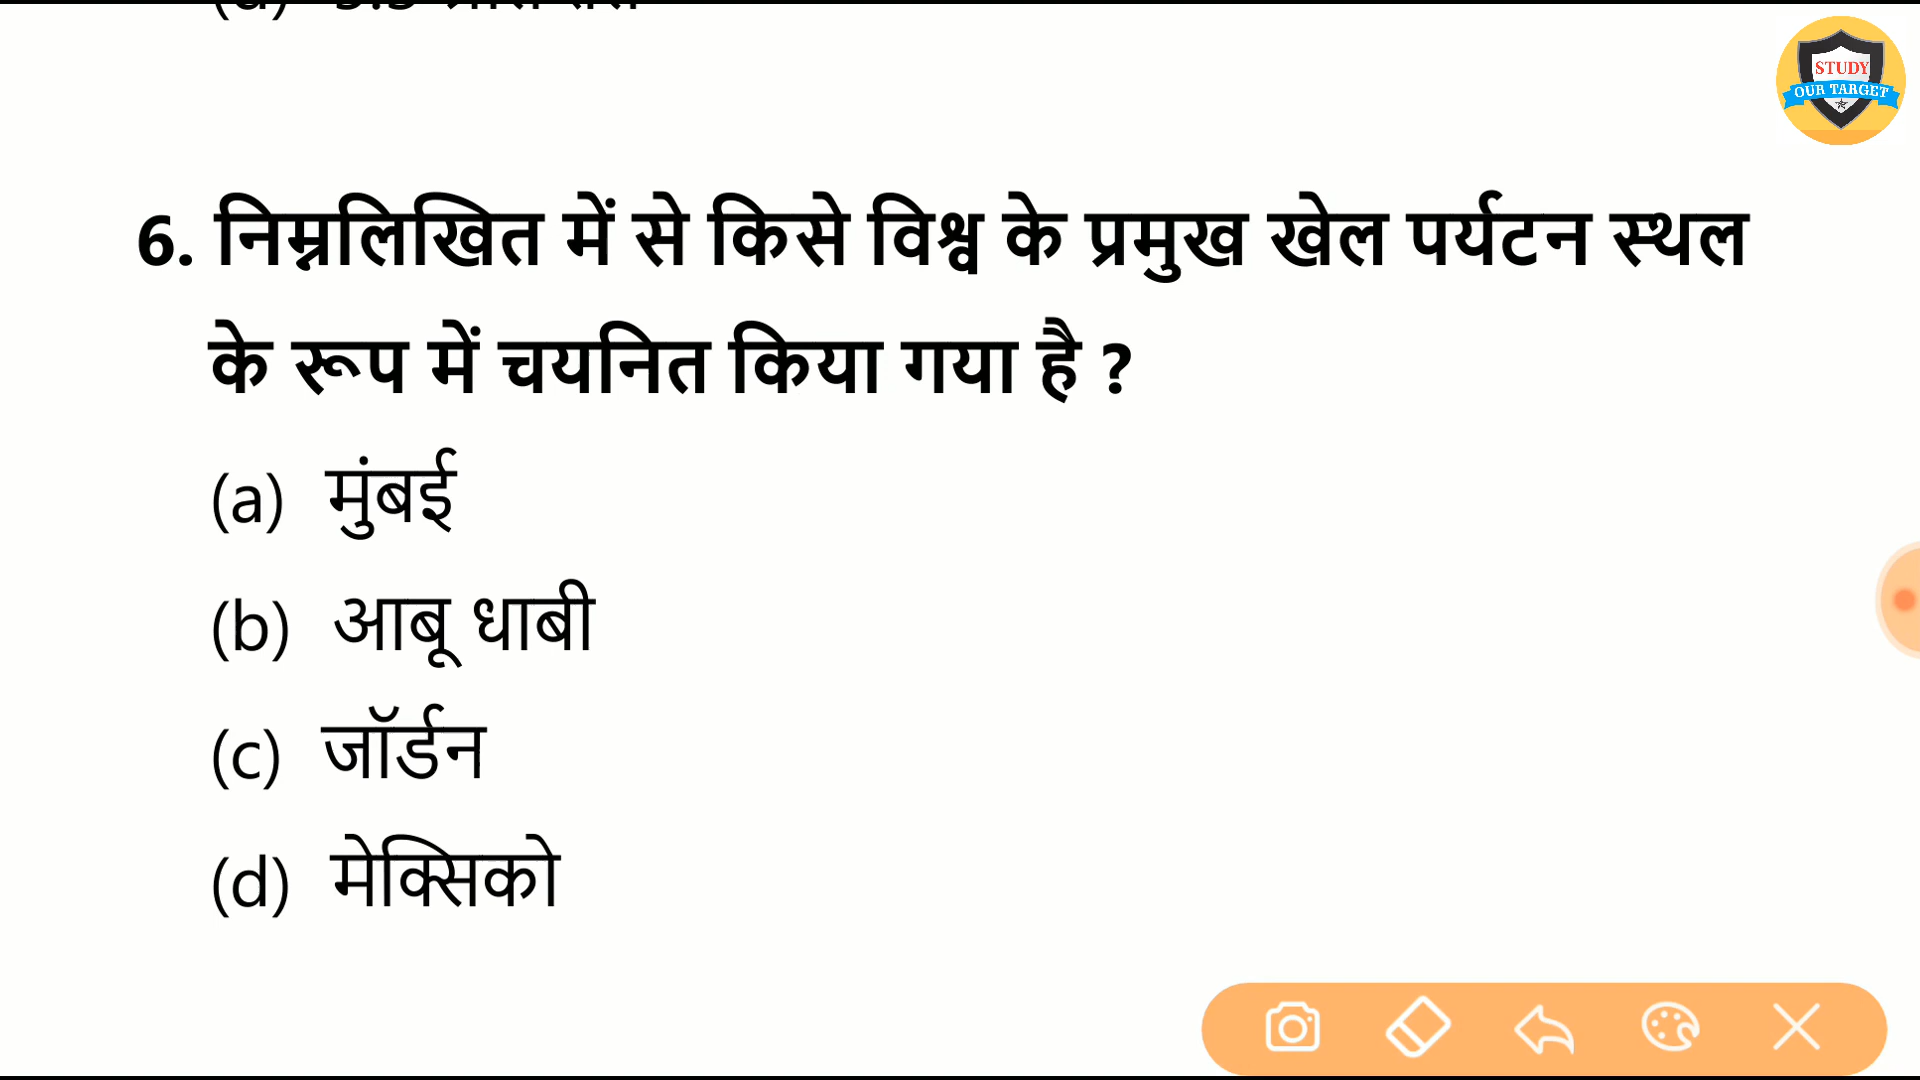 STUDY
OUR TARGET
6. निम्नलिखित में से किसे विश्व के प्रमुख खेल पर्यटन स्थल
के रूप में चयनित किया गया है ?
(a) मुंबई
(b) आबू धाबी
(c) जॉर्डन
(d) मेक्सिको